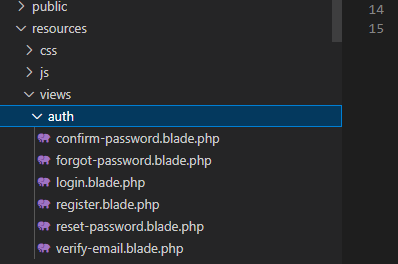 public
resources
css
js
views
auth
confirm-password.blade.php
forgot-password.blade.php
login.blade.php
register.blade.php
reset-password.blade.php
verify-email.blade.php
14
15